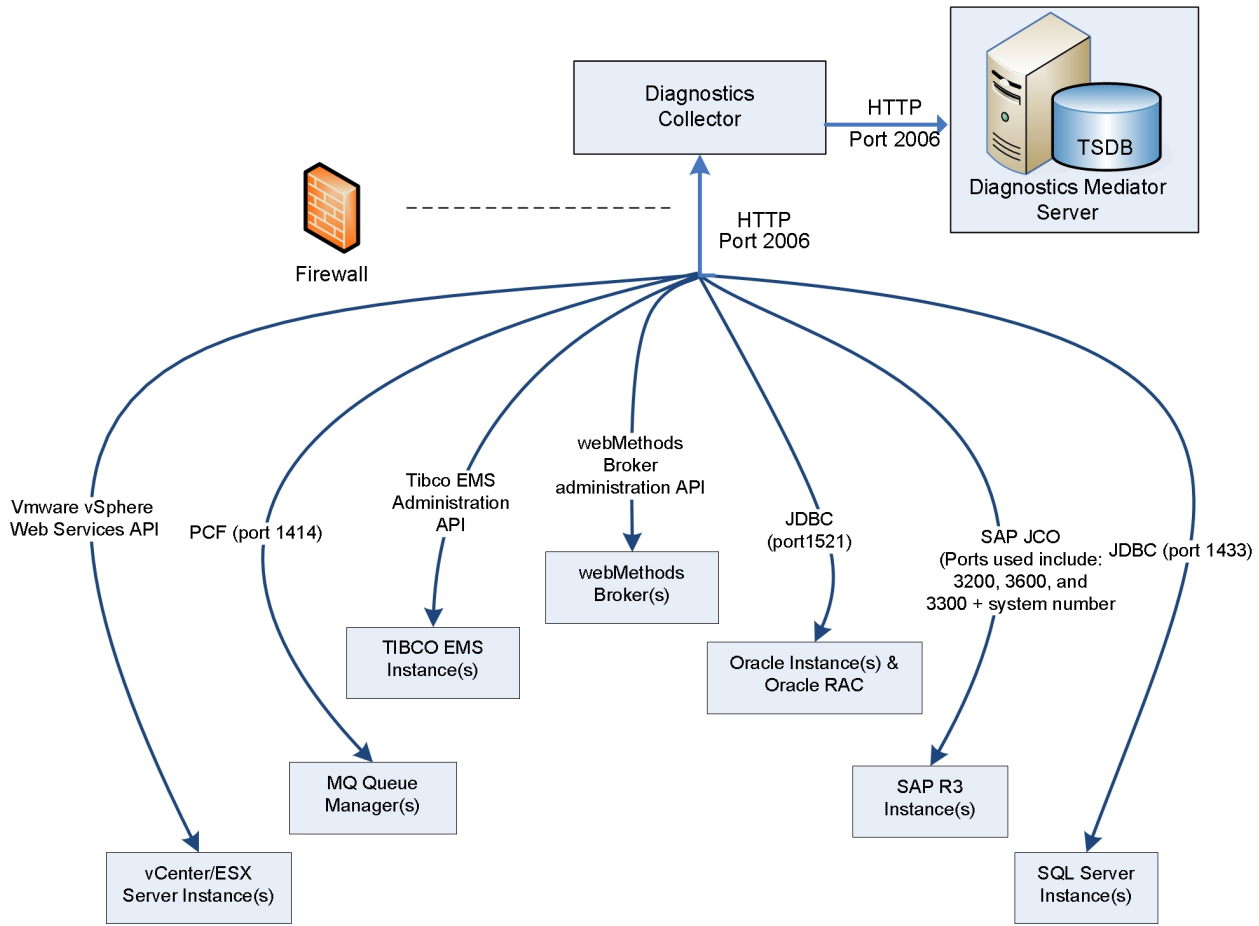 Diagnostics
Collector
HTTP
Port 2006
TSDB
Diagnostics Mediator
Server
HTTP
Port 2006
Firewall
Vmware vSphere
Web Services API
PCF (port 1414)
Tibco EMS
Administration
API
webMethods
Broker
administration API
JDBC
(port1521)
SAP JCO
(Ports used include:
3200, 3600, and
3300 + system number
JDBC (port 1433)
webMethods
Broker(s)
TIBCO EMS
Instance(s)
Oracle Instance(s) &
Oracle RAC
MQ Queue
Manager(s)
SAP R3
Instance(s)
vCenter/ESX
Server Instance(s)
SQL Server
Instance(s)